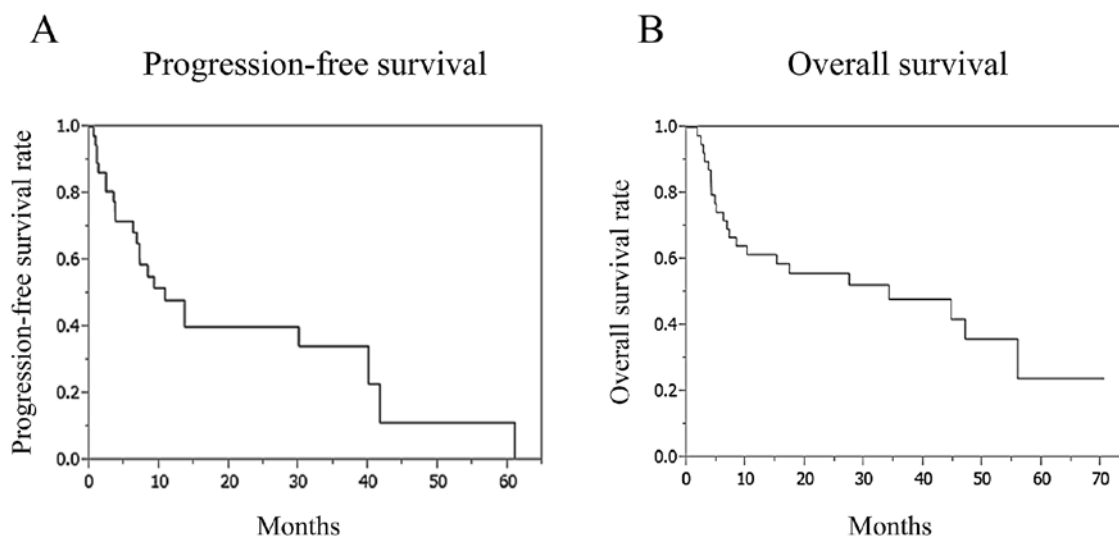 A
Progression-free survival
Progression-free survival rate
1.0
0.8
0.6
0.4
0.2
0.0
0 10 20 30 40 50 60
Months
B
Overall survival
Overall survival rate
1.0
0.8
0.6
0.4
0.2
0.0
0 10 20 30 40 50 60 70
Months